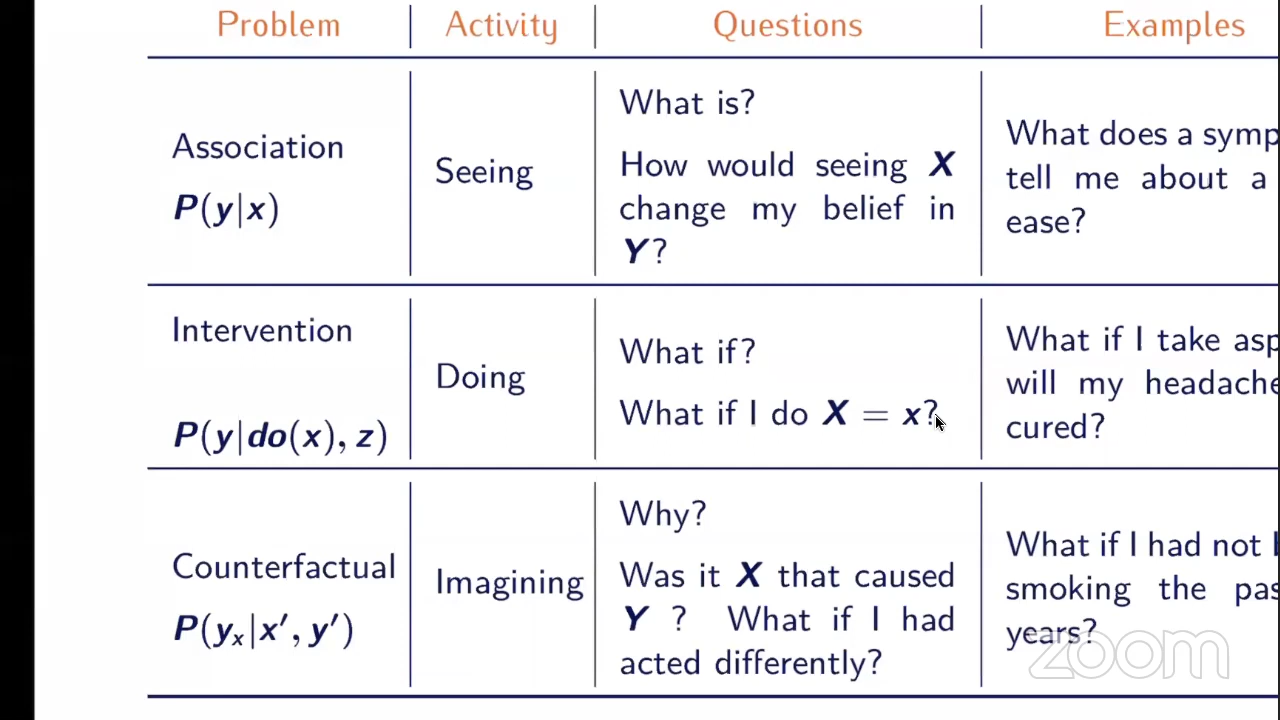 Problem Activity Questions Examples
Association
P(y|x)
Seeing
What is?
How would seeing X
change my belief in
Y?
What does a symp
tell me about a
ease?
Intervention
P(y|do(x), z)
Doing
What if?
What if I do X = x?
What if I take asp
will my headache
cured?
Counterfactual
P(yₓ|x′, y′)
Imagining
Why?
Was it X that caused
Y ? What if I had
acted differently?
What if I had not
smoking the pas
years?
zoom